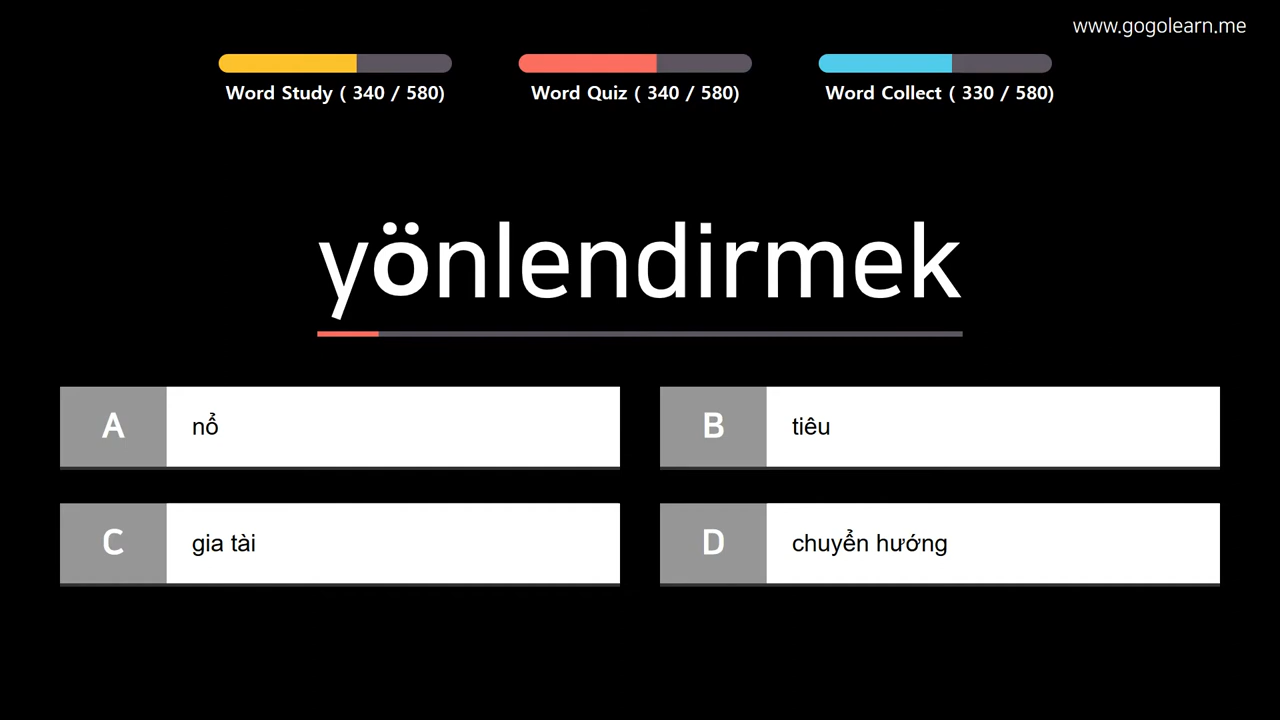 www.gogolearn.me
Word Study ( 340 / 580)
Word Quiz ( 340 / 580)
Word Collect ( 330 / 580)
yönlendirmek
A nổ
B tiêu
C gia tài
D chuyển hướng